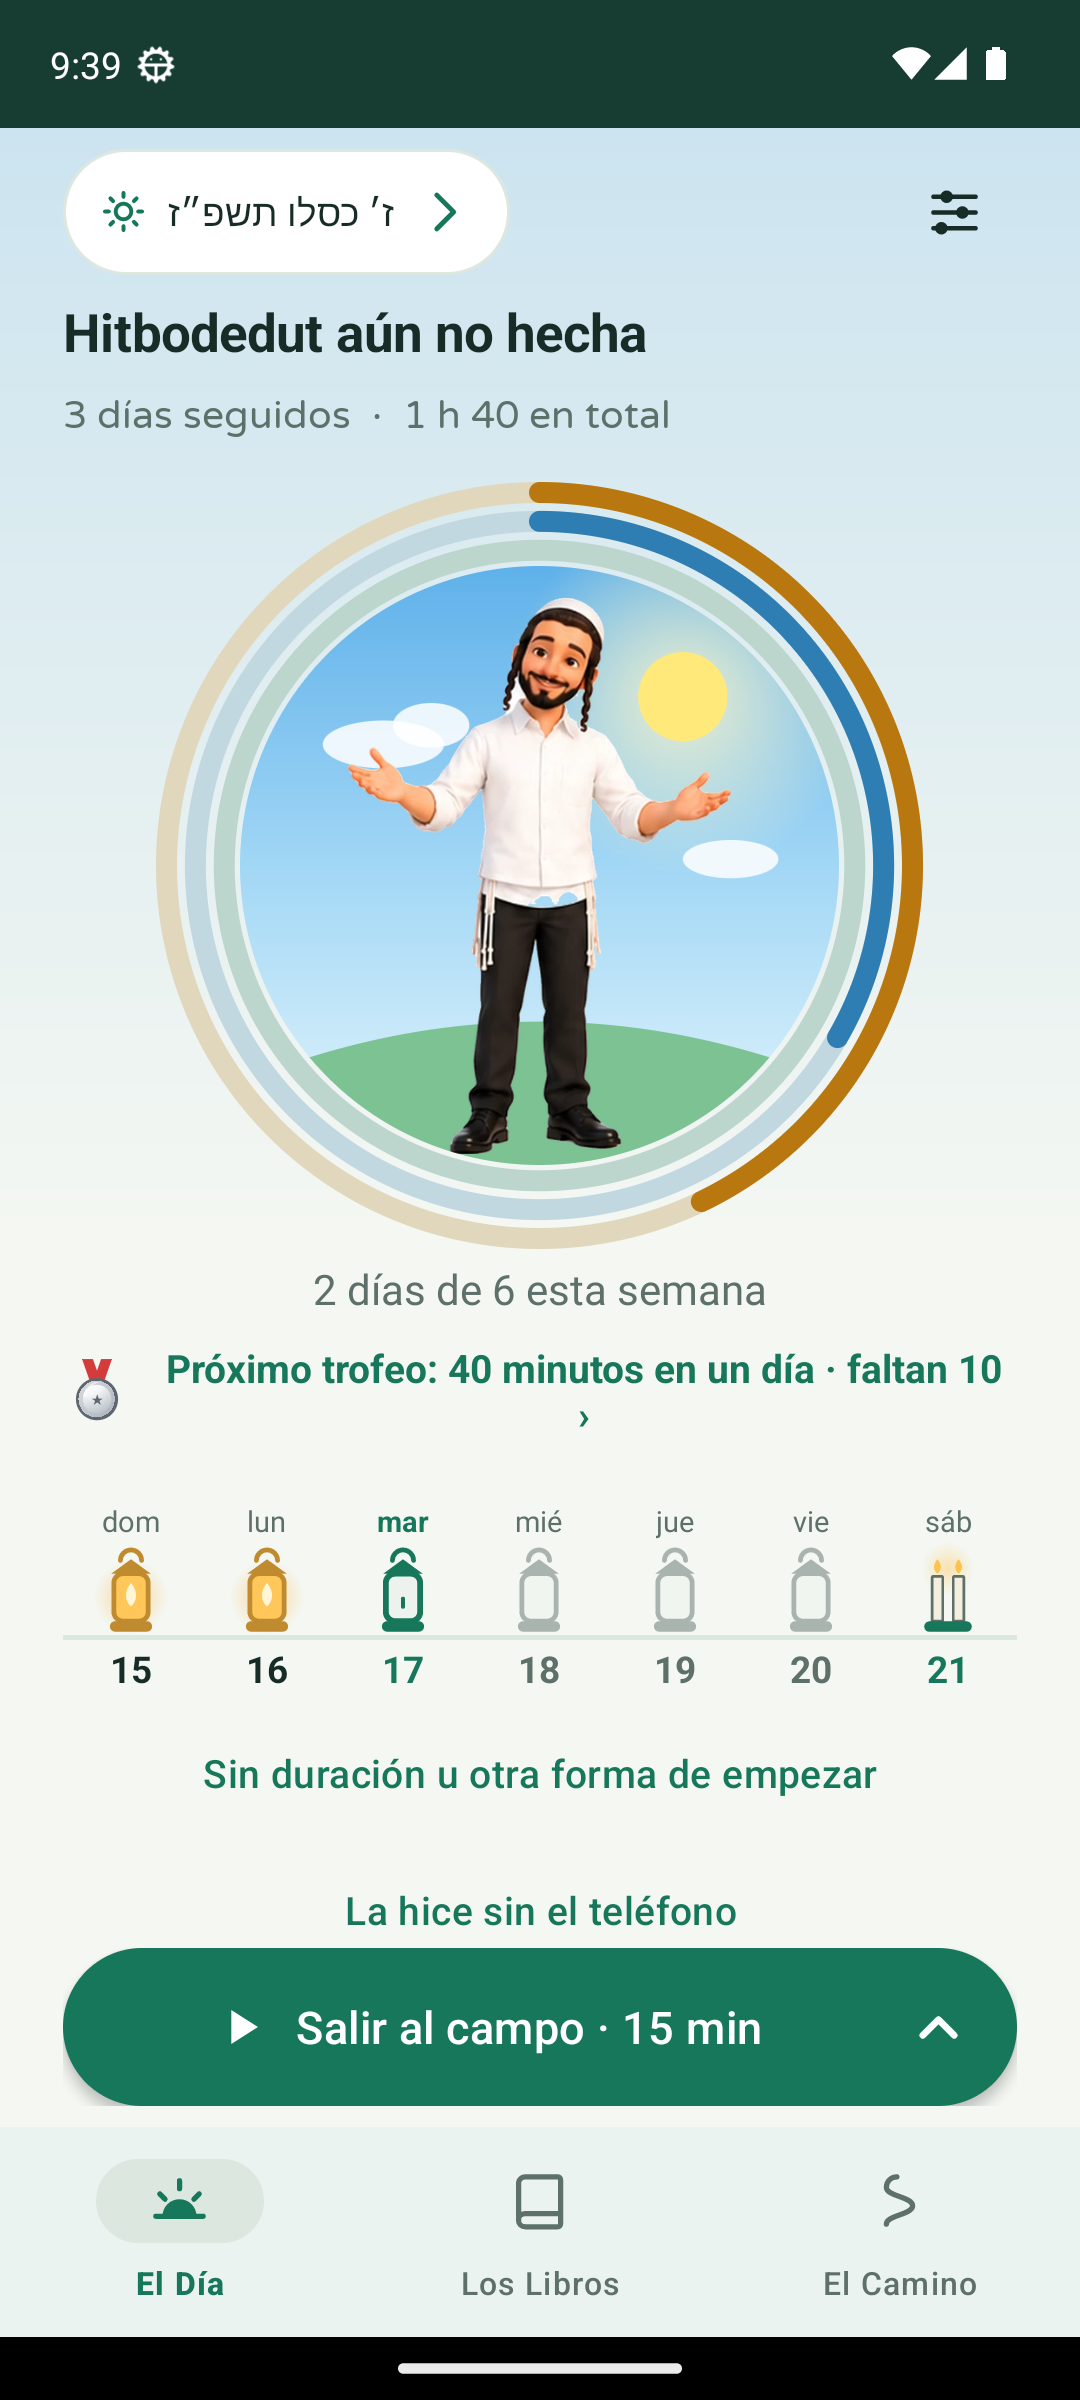 9:39
ז׳ כסלו תשפ״ז
Hitbodedut aún no hecha
3 días seguidos · 1 h 40 en total
2 días de 6 esta semana
Próximo trofeo: 40 minutos en un día · faltan 10
›
dom lun mar mié jue vie sáb
15 16 17 18 19 20 21
Sin duración u otra forma de empezar
La hice sin el teléfono
Salir al campo · 15 min
El Día Los Libros El Camino